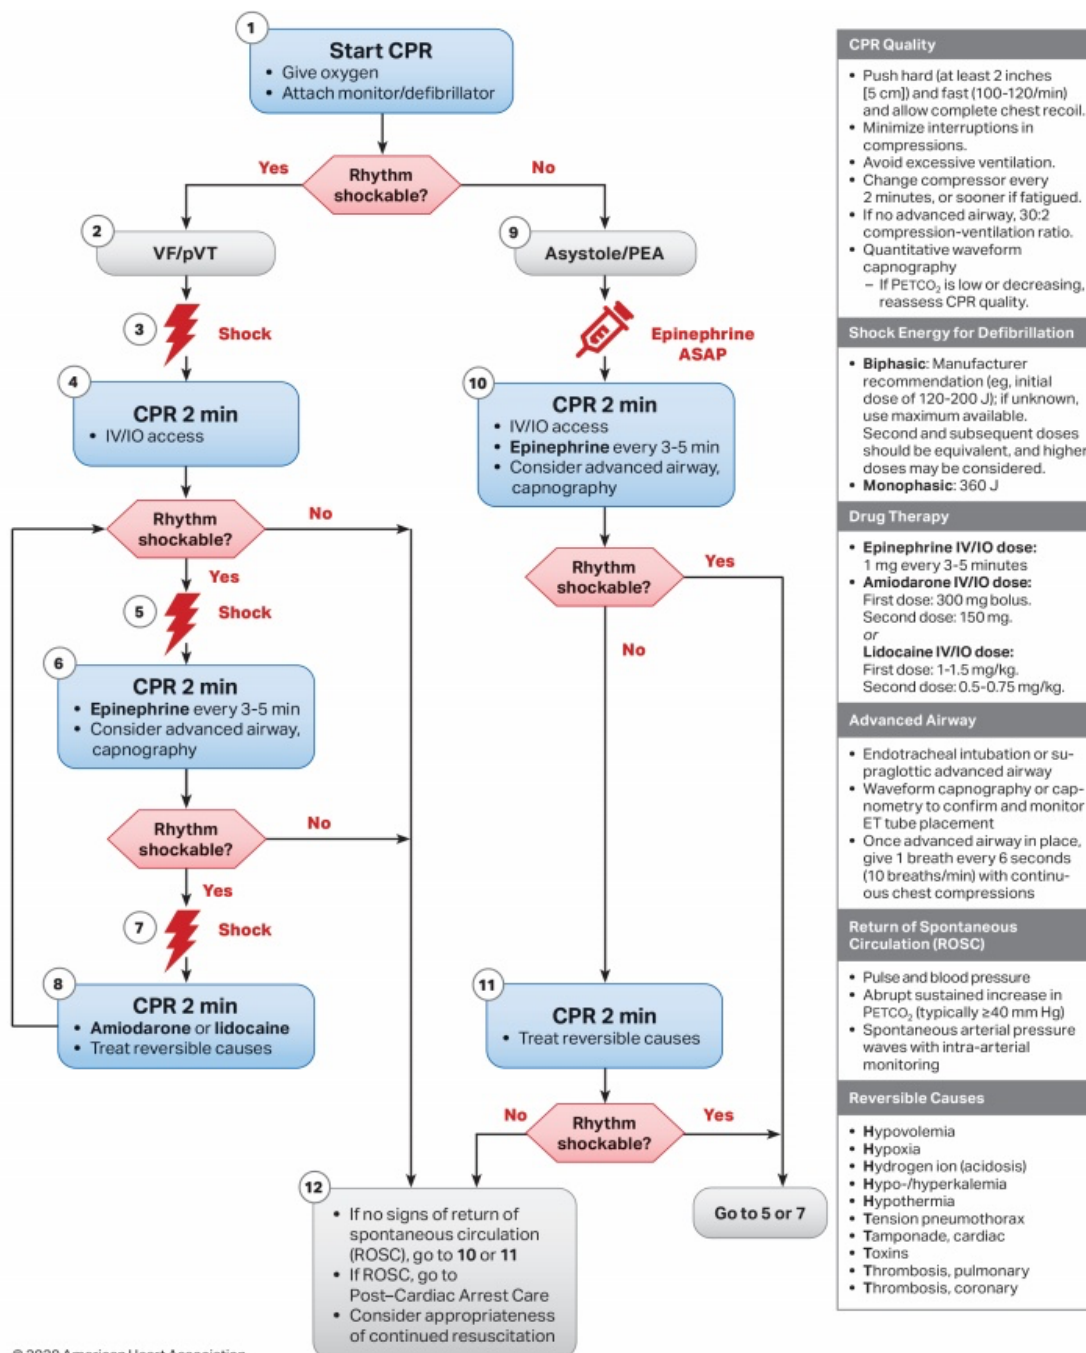 1
Start CPR
• Give oxygen
• Attach monitor/defibrillator
Rhythm
shockable?
Yes
No
2
VF/pVT
3
Shock
4
CPR 2 min
• IV/IO access
Rhythm
shockable?
No
Yes
5
Shock
6
CPR 2 min
• Epinephrine every 3-5 min
• Consider advanced airway,
capnography
Rhythm
shockable?
No
Yes
7
Shock
8
CPR 2 min
• Amiodarone or lidocaine
• Treat reversible causes
9
Asystole/PEA
Epinephrine
ASAP
10
CPR 2 min
• IV/IO access
• Epinephrine every 3-5 min
• Consider advanced airway,
capnography
Rhythm
shockable?
Yes
No
11
CPR 2 min
• Treat reversible causes
Rhythm
shockable?
No
Yes
12
• If no signs of return of
spontaneous circulation
(ROSC), go to 10 or 11
• If ROSC, go to
Post–Cardiac Arrest Care
• Consider appropriateness
of continued resuscitation
Go to 5 or 7
CPR Quality
• Push hard (at least 2 inches
[5 cm]) and fast (100-120/min)
and allow complete chest recoil.
• Minimize interruptions in
compressions.
• Avoid excessive ventilation.
• Change compressor every
2 minutes, or sooner if fatigued.
• If no advanced airway, 30:2
compression-ventilation ratio.
• Quantitative waveform
capnography
– If PETCO₂ is low or decreasing,
reassess CPR quality.
Shock Energy for Defibrillation
• Biphasic: Manufacturer
recommendation (eg, initial
dose of 120-200 J); if unknown,
use maximum available.
Second and subsequent doses
should be equivalent, and higher
doses may be considered.
• Monophasic: 360 J
Drug Therapy
• Epinephrine IV/IO dose:
1 mg every 3-5 minutes
• Amiodarone IV/IO dose:
First dose: 300 mg bolus.
Second dose: 150 mg.
or
Lidocaine IV/IO dose:
First dose: 1-1.5 mg/kg.
Second dose: 0.5-0.75 mg/kg.
Advanced Airway
• Endotracheal intubation or su-
praglottic advanced airway
• Waveform capnography or cap-
nometry to confirm and monitor
ET tube placement
• Once advanced airway in place,
give 1 breath every 6 seconds
(10 breaths/min) with continu-
ous chest compressions
Return of Spontaneous
Circulation (ROSC)
• Pulse and blood pressure
• Abrupt sustained increase in
PETCO₂ (typically ≥40 mm Hg)
• Spontaneous arterial pressure
waves with intra-arterial
monitoring
Reversible Causes
• Hypovolemia
• Hypoxia
• Hydrogen ion (acidosis)
• Hypo-/hyperkalemia
• Hypothermia
• Tension pneumothorax
• Tamponade, cardiac
• Toxins
• Thrombosis, pulmonary
• Thrombosis, coronary
© 2020 American Heart Association